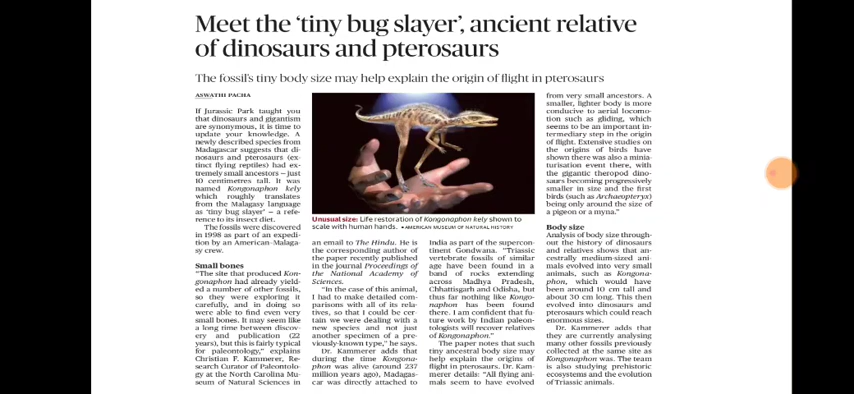 Meet the ‘tiny bug slayer’, ancient relative
of dinosaurs and pterosaurs
The fossil’s tiny body size may help explain the origin of flight in pterosaurs
ASWATHI PACHA
If Jurassic Park taught you
that dinosaurs and gigantism
are synonymous, it is time to
update your knowledge. A
newly described species from
Madagascar suggests that di-
nosaurs and pterosaurs (ex-
tinct flying reptiles) had ex-
tremely small ancestors – just
10 centimetres tall. It was
named Kongonaphon kely
which roughly translates
from the Malagasy language
as ‘tiny bug slayer’ – a refe-
rence to its insect diet.
The fossils were discovered
in 1998 as part of an expedi-
tion by an American-Malaga-
sy crew.
Small bones
“The site that produced Kon-
gonaphon had already yield-
ed a number of other fossils,
so they were exploring it
carefully, and in doing so
were able to find even very
small bones. It may seem like
a long time between discov-
ery and publication (22
years), but this is fairly typical
for paleontology,” explains
Christian F. Kammerer, Re-
search Curator of Paleontolo-
gy at the North Carolina Mu-
seum of Natural Sciences in
Unusual size: Life restoration of Kongonaphon kely shown to
scale with human hands. • AMERICAN MUSEUM OF NATURAL HISTORY
an email to The Hindu. He is
the corresponding author of
the paper recently published
in the journal Proceedings of
the National Academy of
Sciences.
“In the case of this animal,
I had to make detailed com-
parisons with all of its rela-
tives, so that I could be cer-
tain we were dealing with a
new species and not just
another specimen of a pre-
viously-known type,” he says.
Dr. Kammerer adds that
during the time Kongona-
phon was alive (around 237
million years ago), Madagas-
car was directly attached to
India as part of the supercon-
tinent Gondwana. “Triassic
vertebrate fossils of similar
age have been found in a
band of rocks extending
across Madhya Pradesh,
Chhattisgarh and Odisha, but
thus far nothing like Kongo-
naphon has been found
there. I am confident that fu-
ture work by Indian paleon-
tologists will recover relatives
of Kongonaphon.”
The paper notes that such
tiny ancestral body size may
help explain the origins of
flight in pterosaurs. Dr. Kam-
merer details: “All flying ani-
mals seem to have evolved
from very small ancestors. A
smaller, lighter body is more
conducive to aerial locomo-
tion such as gliding, which
seems to be an important in-
termediary step in the origin
of flight. Extensive studies on
the origins of birds have
shown there was also a minia-
turisation event there, with
the gigantic theropod dino-
saurs becoming progressively
smaller in size and the first
birds (such as Archaeopteryx)
being only around the size of
a pigeon or a myna.”
Body size
Analysis of body size through-
out the history of dinosaurs
and relatives shows that an-
cestrally medium-sized ani-
mals evolved into very small
animals, such as Kongona-
phon, which would have
been around 10 cm tall and
about 30 cm long. This then
evolved into dinosaurs and
pterosaurs which could reach
enormous sizes.
Dr. Kammerer adds that
they are currently analysing
many other fossils previously
collected at the same site as
Kongonaphon was. The team
is also studying prehistoric
ecosystems and the evolution
of Triassic animals.